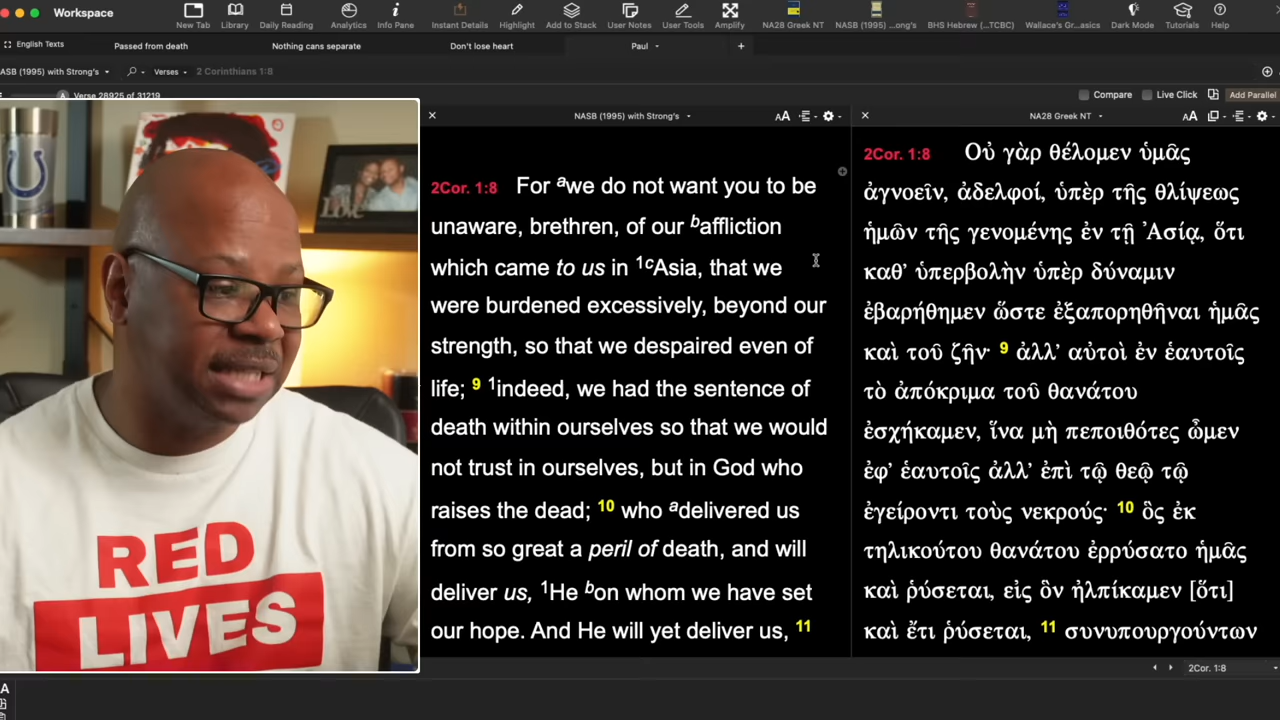 Workspace
New Tab
Library
Daily Reading
Analytics
Info Pane
Instant Details
Highlight
Add to Stack
User Notes
User Tools
Amplify
NA28 Greek NT
NASB (1995) ...ong's
BHS Hebrew (...TCBC)
Wallace's Gr...asics
Dark Mode
Tutorials
Help
English Texts
Passed from death
Nothing cans separate
Don't lose heart
Paul
ASB (1995) with Strong's
Verses
2 Corinthians 1:8
Verse 28925 of 31219
Compare
Live Click
Add Parallel
NASB (1995) with Strong's
2Cor. 1:8 For ᵃwe do not want you to be
unaware, brethren, of our ᵇaffliction
which came to us in ¹ᶜAsia, that we
were burdened excessively, beyond our
strength, so that we despaired even of
life; 9 ¹indeed, we had the sentence of
death within ourselves so that we would
not trust in ourselves, but in God who
raises the dead; 10 who ᵃdelivered us
from so great a peril of death, and will
deliver us, ¹He ᵇon whom we have set
our hope. And He will yet deliver us, 11
NA28 Greek NT
2Cor. 1:8 Οὐ γὰρ θέλομεν ὑμᾶς
ἀγνοεῖν, ἀδελφοί, ὑπὲρ τῆς θλίψεως
ἡμῶν τῆς γενομένης ἐν τῇ Ἀσίᾳ, ὅτι
καθ’ ὑπερβολὴν ὑπὲρ δύναμιν
ἐβαρήθημεν ὥστε ἐξαπορηθῆναι ἡμᾶς
καὶ τοῦ ζῆν· 9 ἀλλ’ αὐτοὶ ἐν ἑαυτοῖς
τὸ ἀπόκριμα τοῦ θανάτου
ἐσχήκαμεν, ἵνα μὴ πεποιθότες ὦμεν
ἐφ’ ἑαυτοῖς ἀλλ’ ἐπὶ τῷ θεῷ τῷ
ἐγείροντι τοὺς νεκρούς· 10 ὃς ἐκ
τηλικούτου θανάτου ἐρρύσατο ἡμᾶς
καὶ ῥύσεται, εἰς ὃν ἠλπίκαμεν [ὅτι]
καὶ ἔτι ῥύσεται, 11 συνυπουργούντων
2Cor. 1:8
LOVE
RED
LIVES